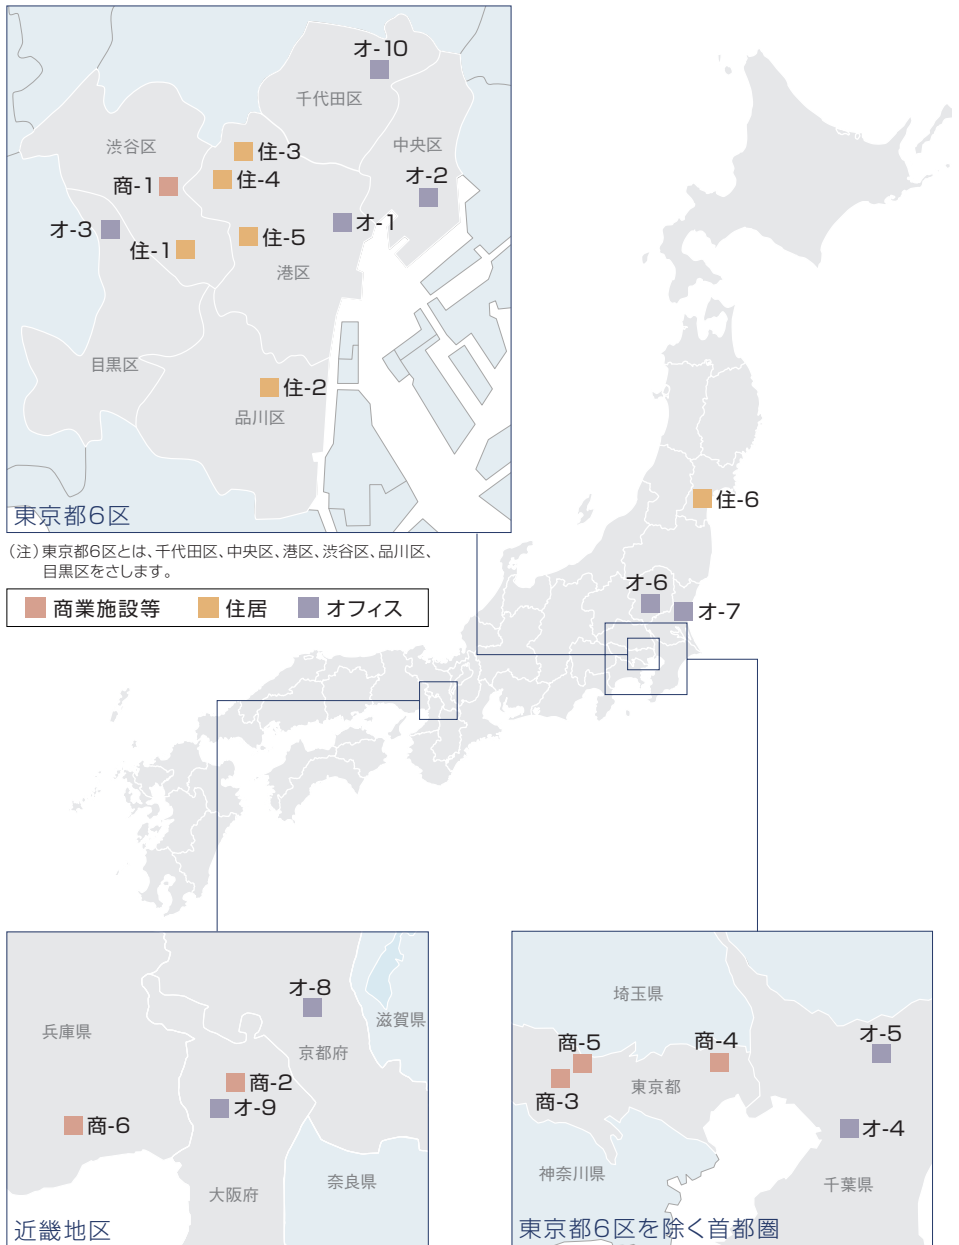 オ-10
千代田区
渋谷区
中央区
住-3
商-1
住-4
オ-2
オ-3
オ-1
住-1
住-5
港区
目黒区
住-2
品川区
東京都6区
(注)東京都6区とは、千代田区、中央区、港区、渋谷区、品川区、
目黒区をさします。
商業施設等 住居 オフィス
住-6
オ-6
オ-7
オ-8
兵庫県
滋賀県
京都府
商-2
オ-9
商-6
大阪府
奈良県
近畿地区
埼玉県
商-5
商-4
オ-5
商-3
東京都
オ-4
神奈川県
千葉県
東京都6区を除く首都圏